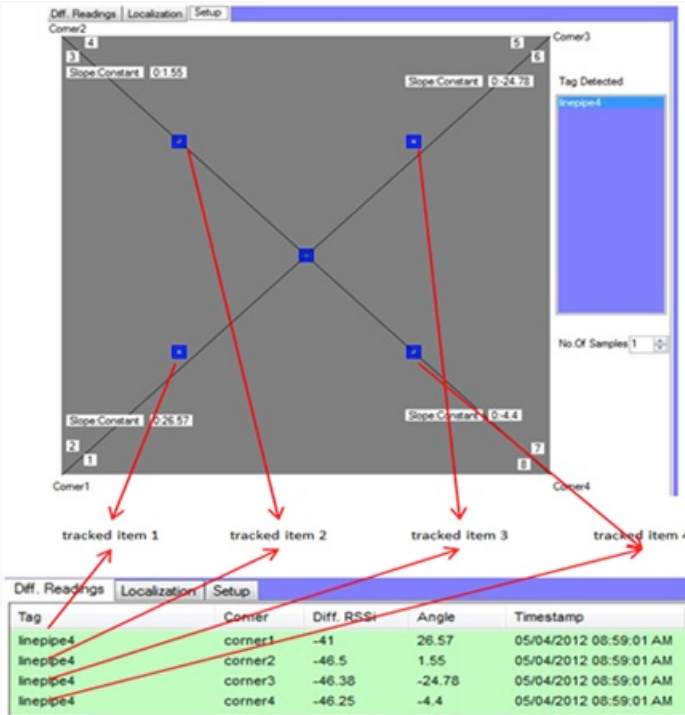 Diff. Readings Localization Setup
Corner2
Corner3
4
5
3
6
Slope:Constant 0:1.55
Slope:Constant 0:-24.78
Tag Detected
linepipe4
No.Of Samples 1
Slope:Constant 0:26.57
Slope:Constant 0:-4.4
2
7
1
8
Corner1
Corner4
tracked item 1 tracked item 2 tracked item 3 tracked item 4
Diff. Readings Localization Setup
Tag Corner Diff. RSSi Angle Timestamp
linepipe4 corner1 -41 26.57 05/04/2012 08:59:01 AM
linepipe4 corner2 -46.5 1.55 05/04/2012 08:59:01 AM
linepipe4 corner3 -46.38 -24.78 05/04/2012 08:59:01 AM
linepipe4 corner4 -46.25 -4.4 05/04/2012 08:59:01 AM